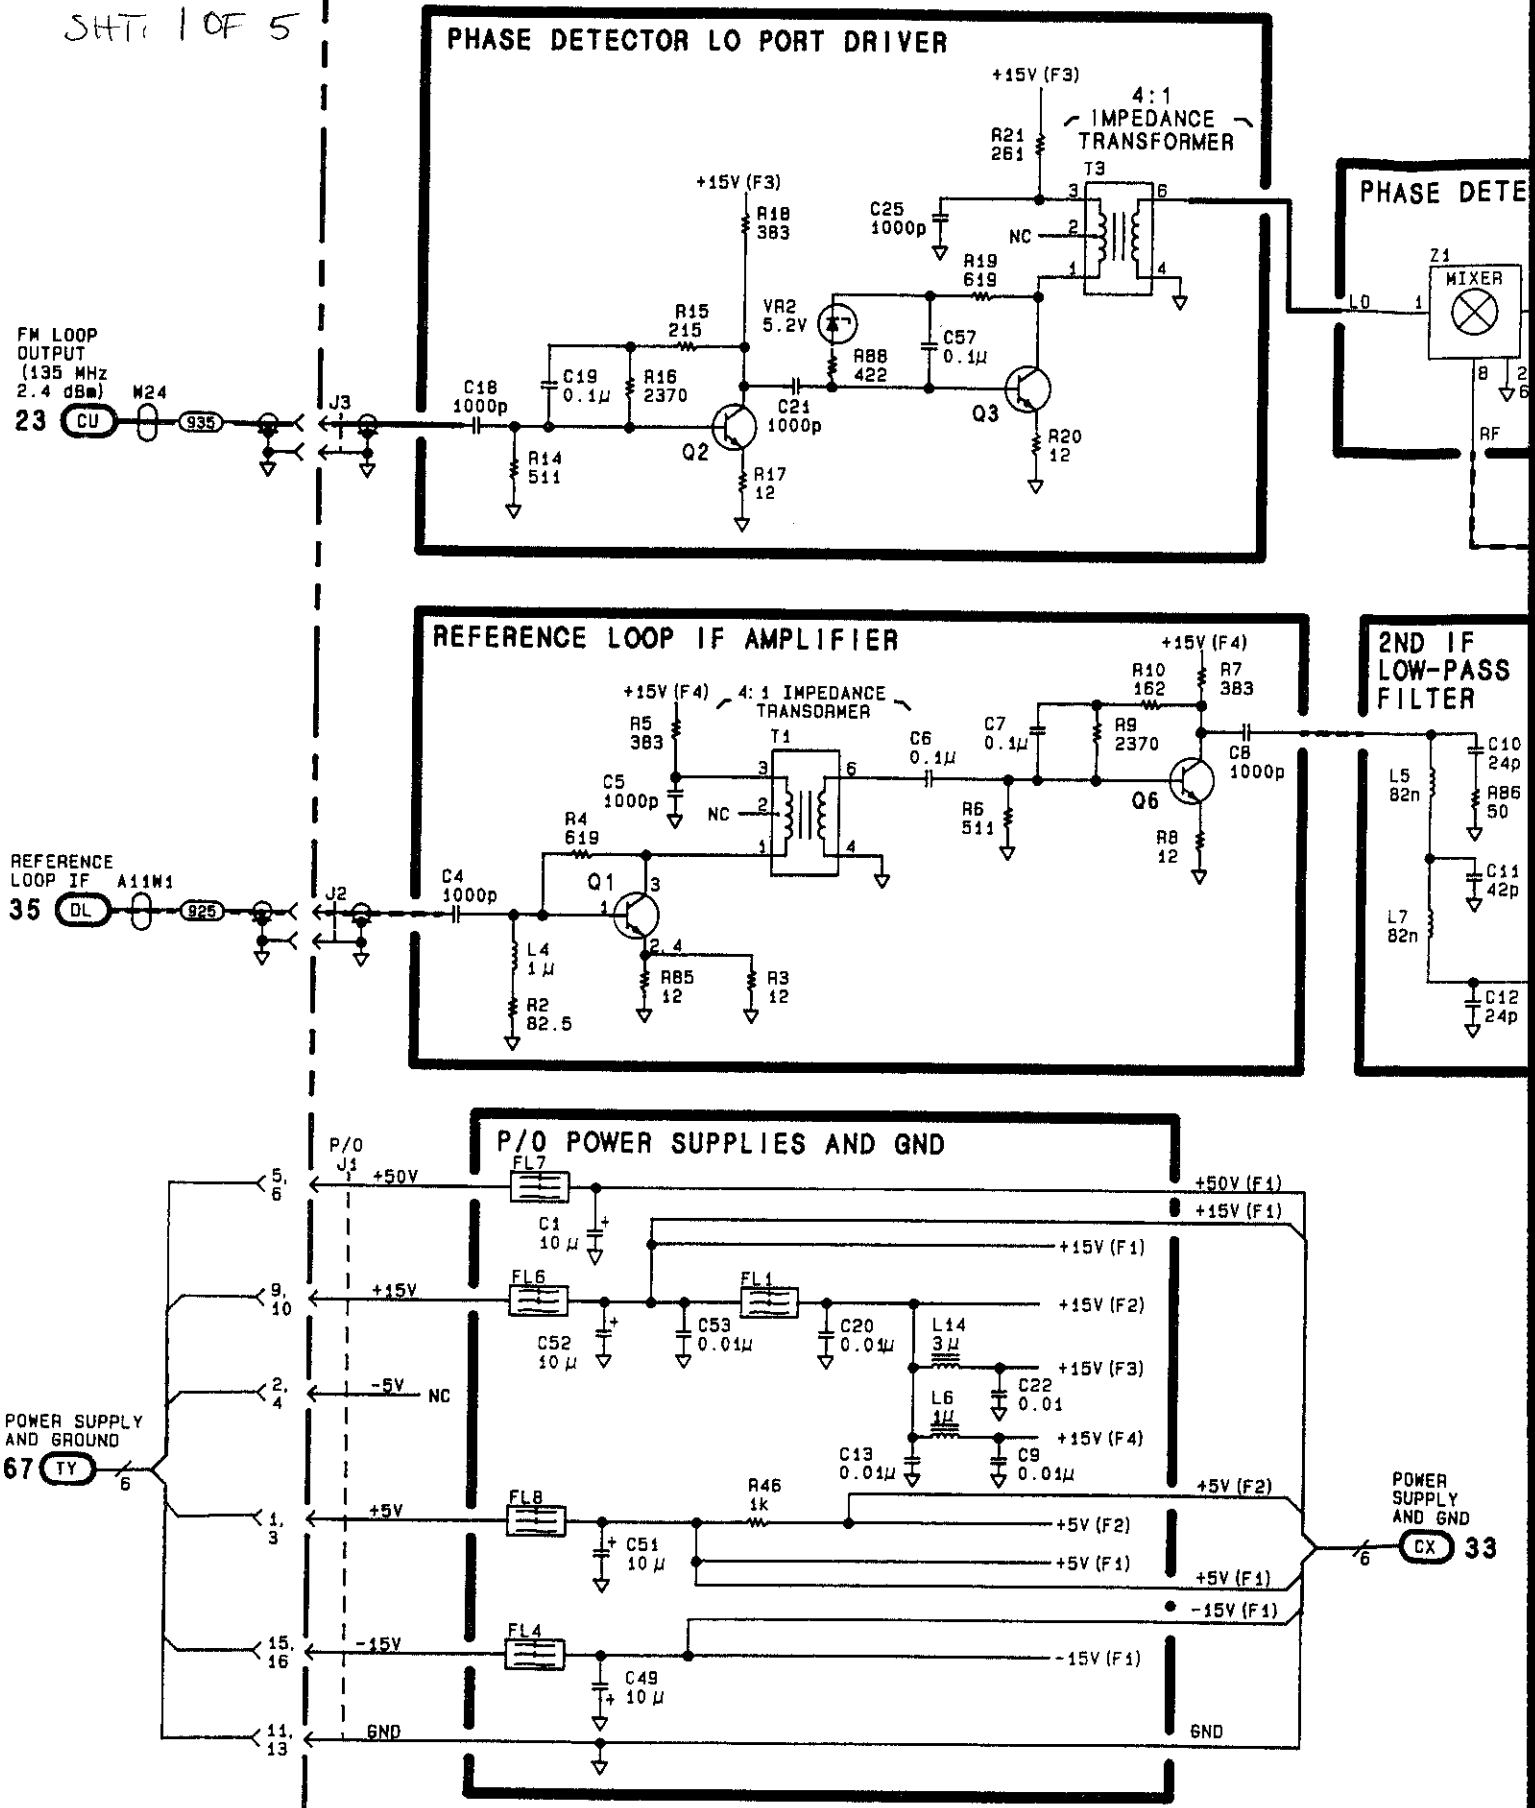 SHT. 1 OF 5
PHASE DETECTOR LO PORT DRIVER
+15V (F3)
4:1
IMPEDANCE
TRANSFORMER
R21
261
T3
+15V (F3)
R18
383
C25
1000p
3
6
NC
2
1
4
R19
619
R15
215
VR2
5.2V
C57
0.1μ
R88
422
C19
0.1μ
R16
2370
C18
1000p
C21
1000p
Q2
Q3
R14
511
R17
12
R20
12
FM LOOP
OUTPUT
(135 MHz
2.4 dBm)
23
CU
W24
935
J3
PHASE DETE
Z1
MIXER
LO
1
8
2
6
RF
REFERENCE LOOP IF AMPLIFIER
+15V (F4)
R10
162
R7
383
+15V (F4)
4:1 IMPEDANCE
TRANSDORMER
R5
383
T1
C7
0.1μ
R9
2370
C6
0.1μ
C8
1000p
C5
1000p
3
6
NC
2
1
4
R6
511
Q6
R8
12
R4
619
Q1
3
1
2, 4
C4
1000p
L4
1μ
R85
12
R3
12
R2
82.5
REFERENCE
LOOP IF
35
DL
A11W1
925
J2
2ND IF
LOW-PASS
FILTER
C10
24p
L5
82n
R86
50
C11
42p
L7
82n
C12
24p
P/O POWER SUPPLIES AND GND
P/O
J1
5,
6
+50V
FL7
+50V (F1)
+15V (F1)
C1
10 μ
+
+15V (F1)
9,
10
+15V
FL6
FL1
+15V (F2)
C52
10 μ
+
C53
0.01μ
C20
0.01μ
L14
3μ
+15V (F3)
C22
0.01
2,
4
-5V
NC
L6
1μ
+15V (F4)
C13
0.01μ
C9
0.01μ
POWER SUPPLY
AND GROUND
67
TY
6
1,
3
+5V
FL8
R46
1k
+5V (F2)
+5V (F2)
C51
10 μ
+
+5V (F1)
+5V (F1)
POWER
SUPPLY
AND GND
6
CX
33
-15V (F1)
15,
16
-15V
FL4
-15V (F1)
C49
10 μ
+
11,
13
GND
GND